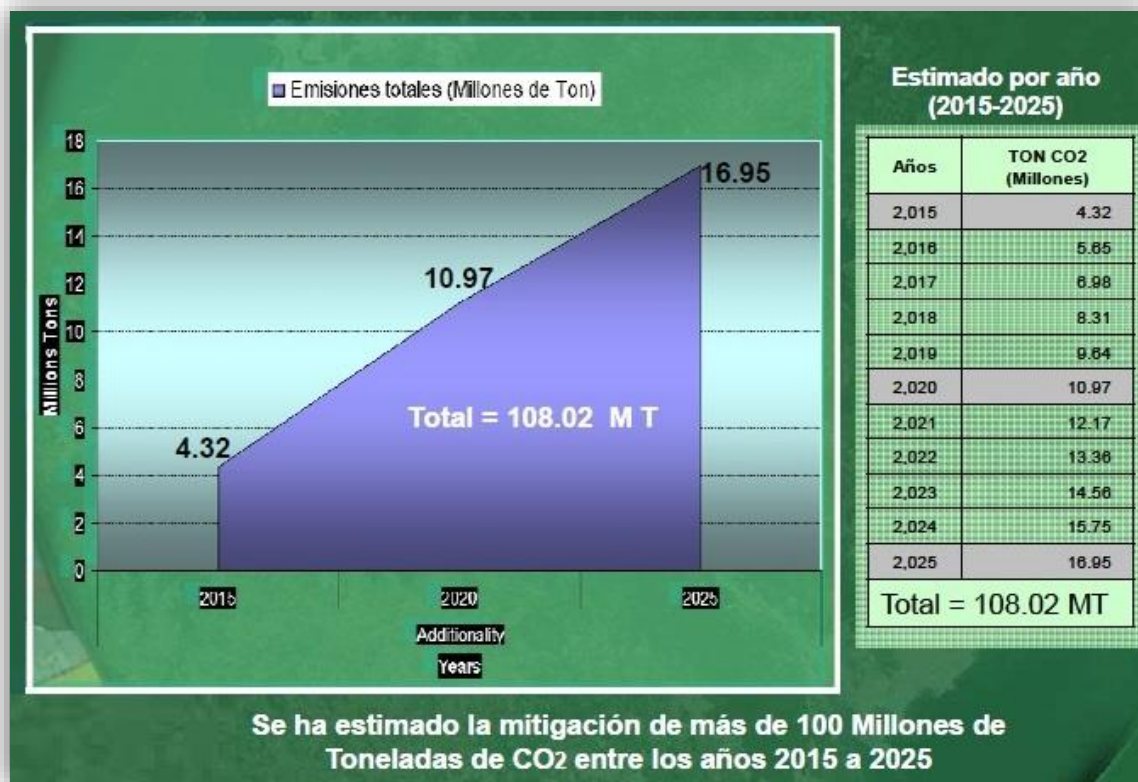 Emisiones totales (Millones de Ton)
18
16
14
12
10
8
6
4
2
0
Millions Tons
4.32
10.97
16.95
Total = 108.02 M T
2015
2020
2025
Additionality
Years
Estimado por año
(2015-2025)
Años TON CO2
(Millones)
2,015 4.32
2,016 5.65
2,017 6.98
2,018 8.31
2,019 9.64
2,020 10.97
2,021 12.17
2,022 13.36
2,023 14.56
2,024 15.75
2,025 16.95
Total = 108.02 MT
Se ha estimado la mitigación de más de 100 Millones de
Toneladas de CO2 entre los años 2015 a 2025